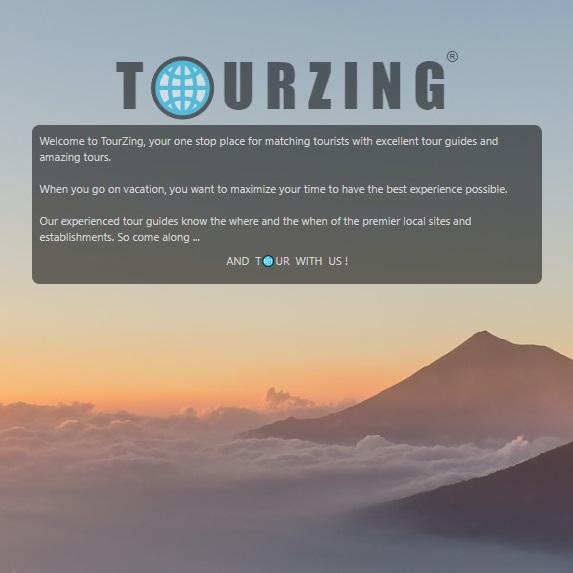 TOURZING®
Welcome to TourZing, your one stop place for matching tourists with excellent tour guides and
amazing tours.
When you go on vacation, you want to maximize your time to have the best experience possible.
Our experienced tour guides know the where and the when of the premier local sites and
establishments. So come along ...
AND TOUR WITH US !